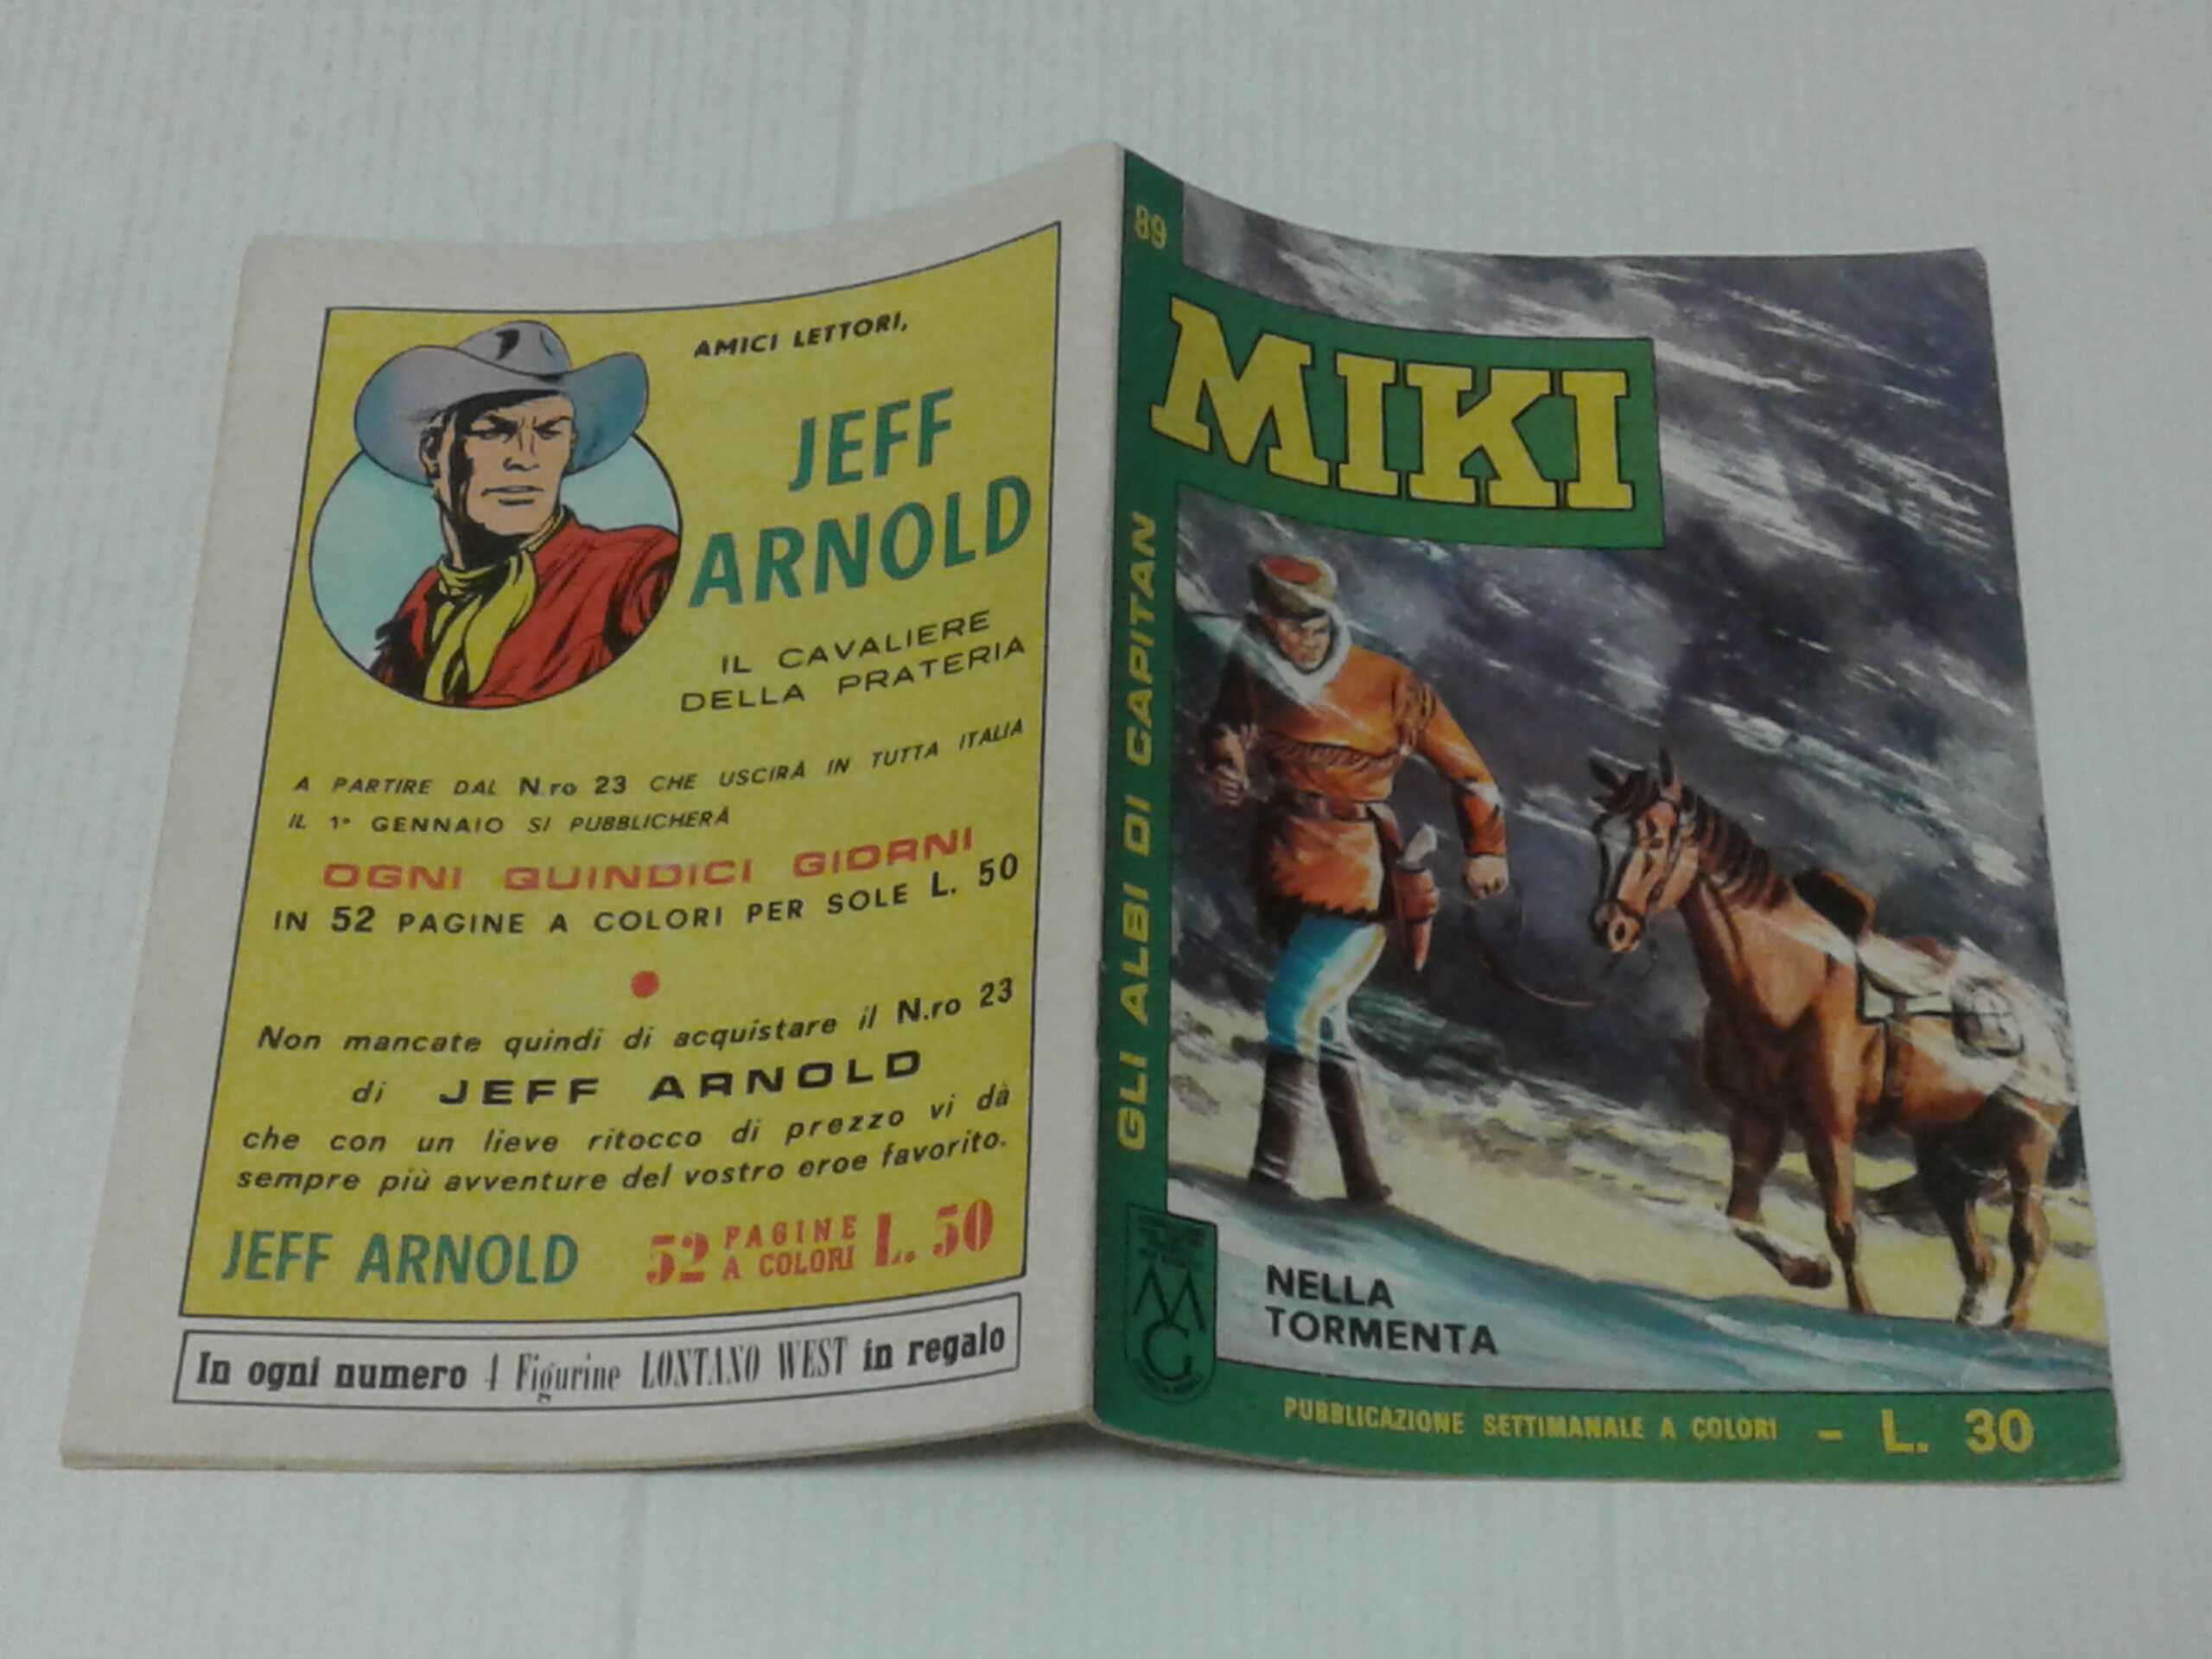 AMICI LETTORI,
JEFF
ARNOLD
IL CAVALIERE
DELLA PRATERIA
A PARTIRE DAL N.ro 23 CHE USCIRÀ IN TUTTA ITALIA
IL 1° GENNAIO SI PUBBLICHERÀ
OGNI QUINDICI GIORNI
IN 52 PAGINE A COLORI PER SOLE L. 50
Non mancate quindi di acquistare il N.ro 23
di JEFF ARNOLD
che con un lieve ritocco di prezzo vi dà
sempre più avventure del vostro eroe favorito.
JEFF ARNOLD 52 PAGINE A COLORI L. 50
In ogni numero 4 Figurine LONTANO WEST in regalo
89
GLI ALBI DI CAPITAN
MIKI
NELLA
TORMENTA
MG
PUBBLICAZIONE SETTIMANALE A COLORI - L. 30